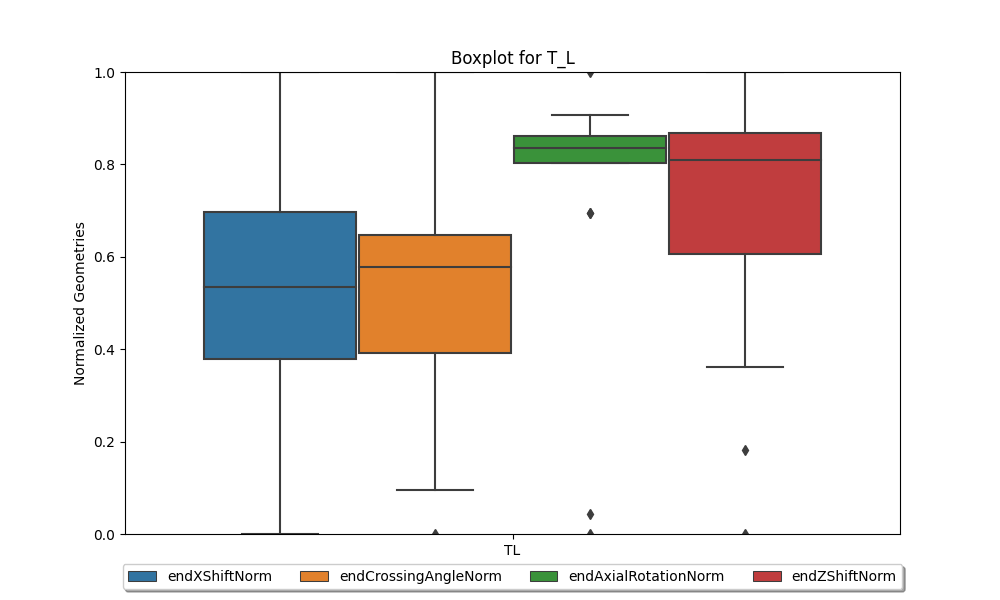 Boxplot for T_L
1.0
0.8
0.6
0.4
0.2
0.0
Normalized Geometries
TL
endXShiftNorm endCrossingAngleNorm endAxialRotationNorm endZShiftNorm